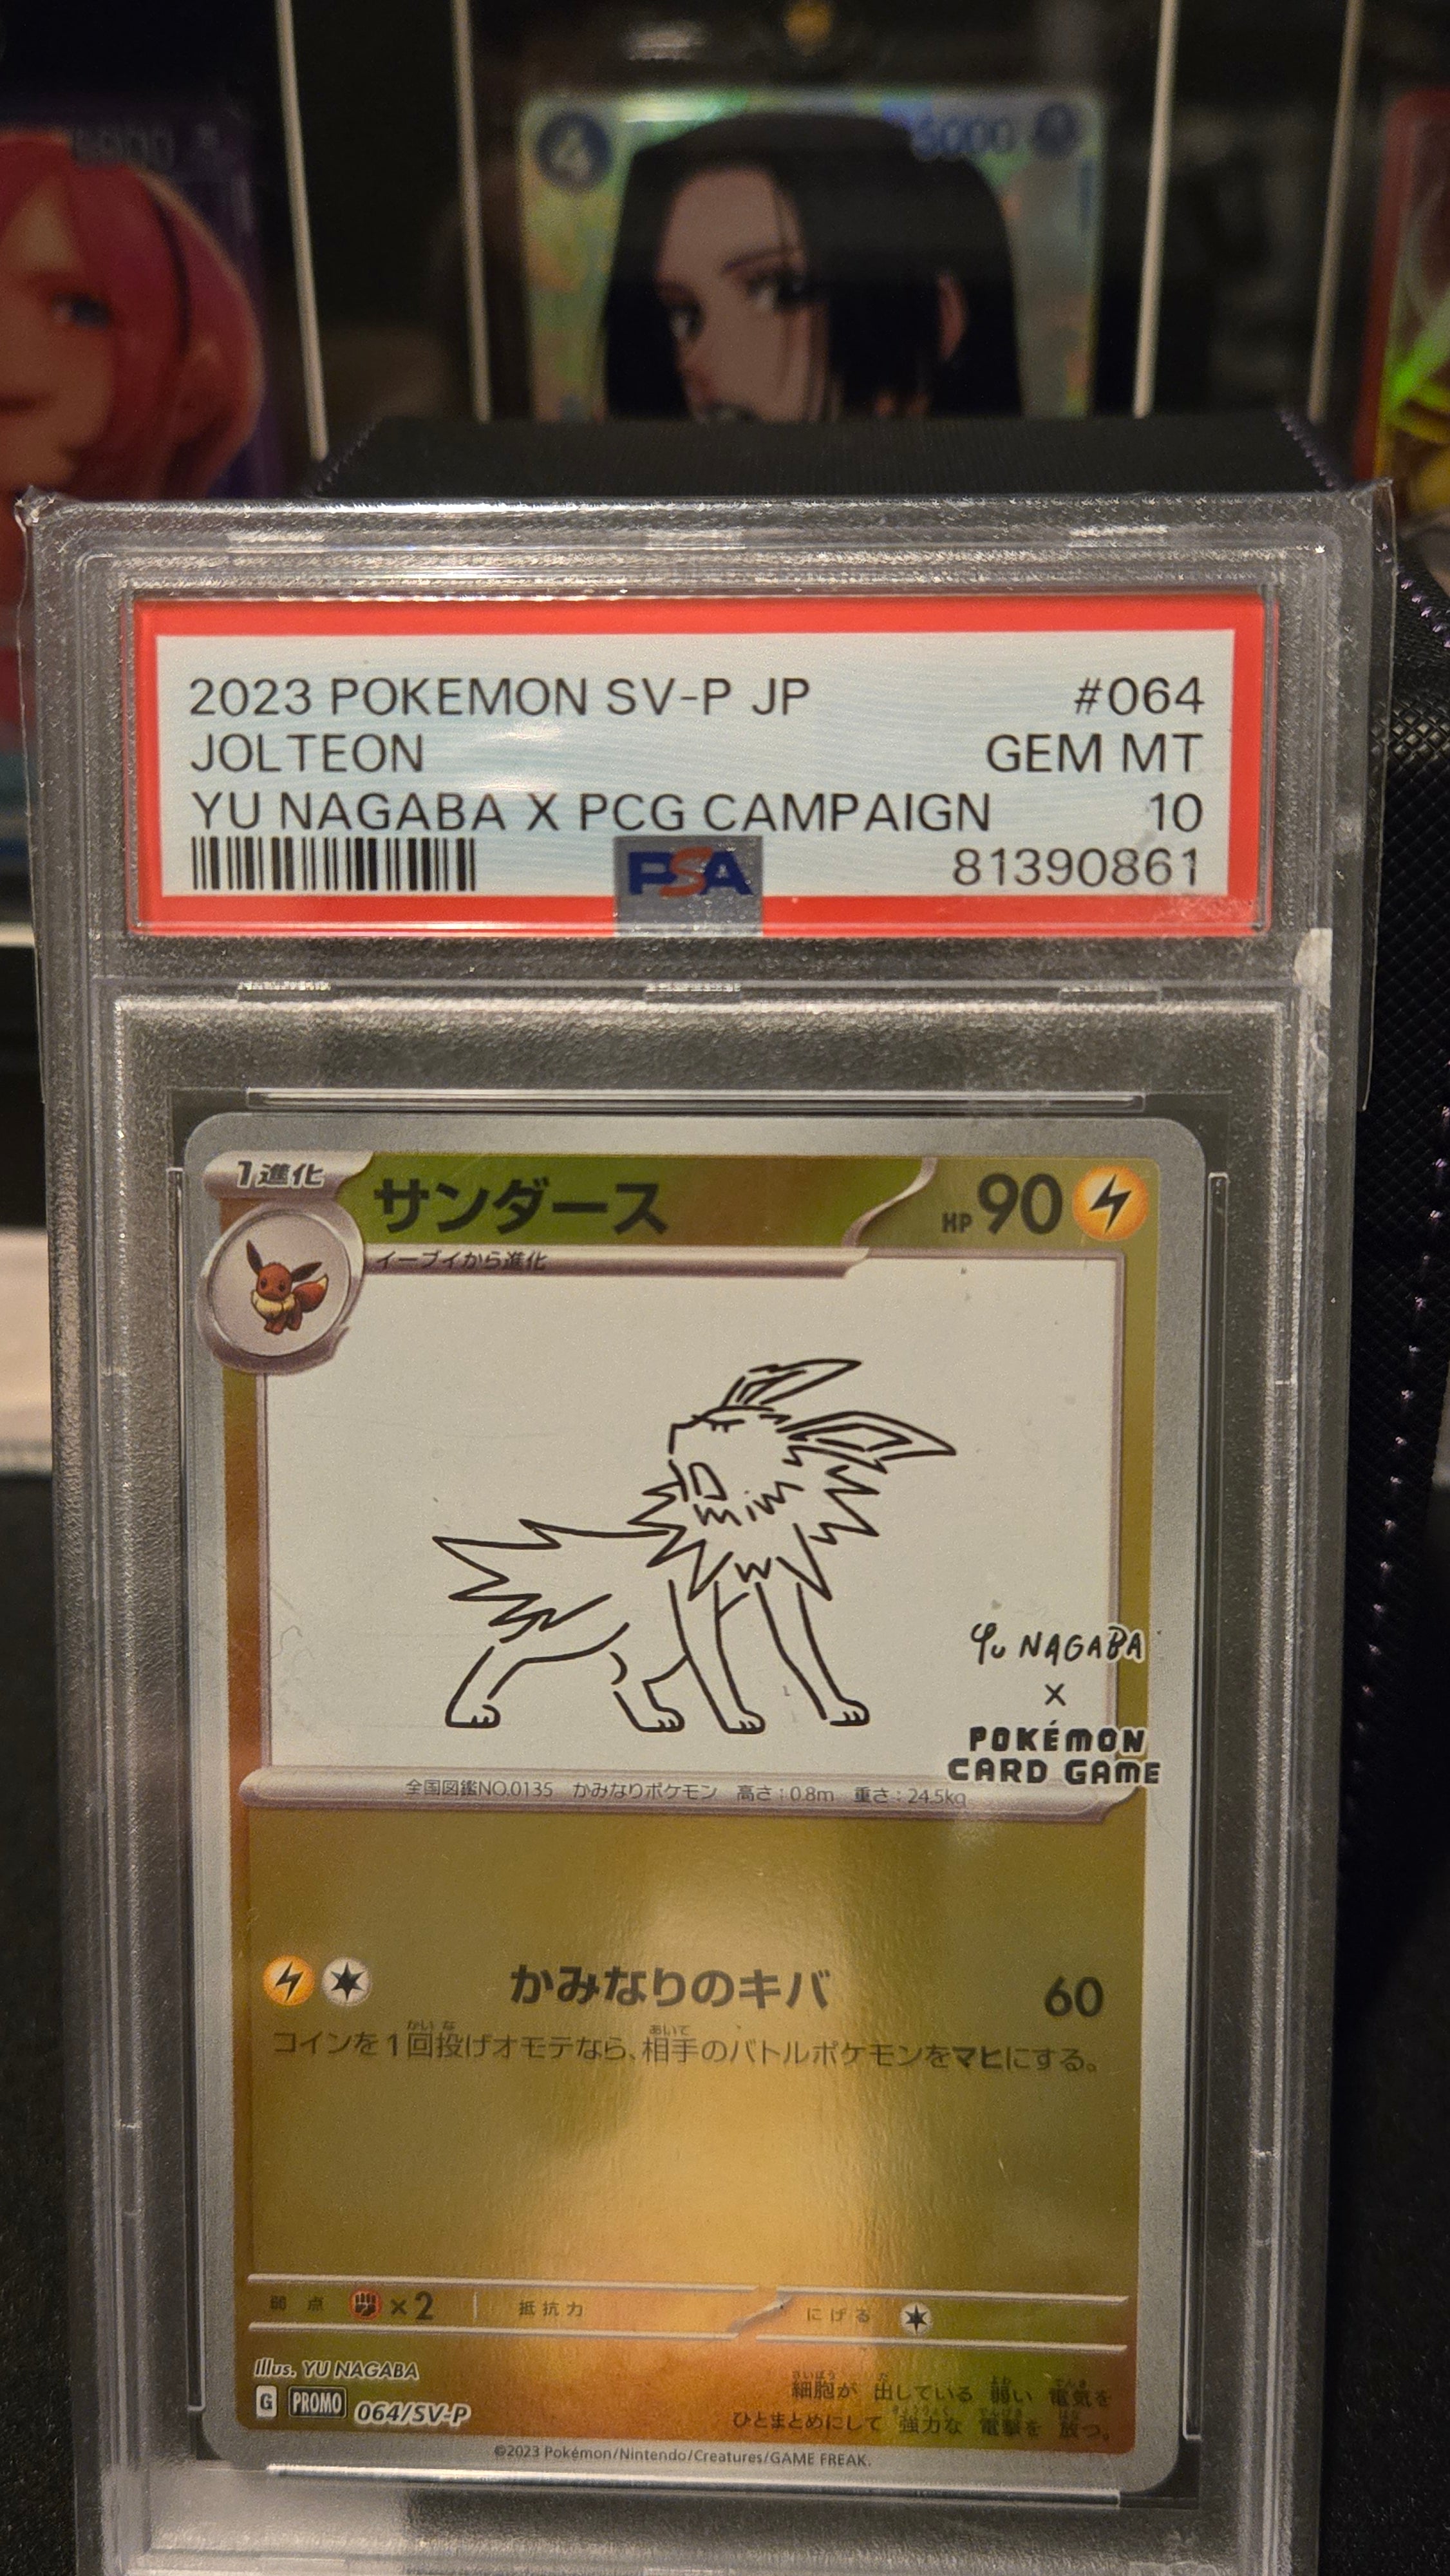 4
5000
2023 POKEMON SV-P JP #064
JOLTEON GEM MT
YU NAGABA X PCG CAMPAIGN 10
PSA 81390861
1進化 サンダース HP 90
イーブイから進化
Yu NAGABA
×
POKÉMON
CARD GAME
全国図鑑NO.0135 かみなりポケモン 高さ:0.8m 重さ:24.5kg
かみなりのキバ 60
コインを1回投げオモテなら、相手のバトルポケモンをマヒにする。
弱点 ×2 抵抗力 にげる
Illus. YU NAGABA
G PROMO 064/SV-P
細胞が 出している 弱い 電気を
ひとまとめにして 強力な 電撃を 放つ。
©2023 Pokémon/Nintendo/Creatures/GAME FREAK.